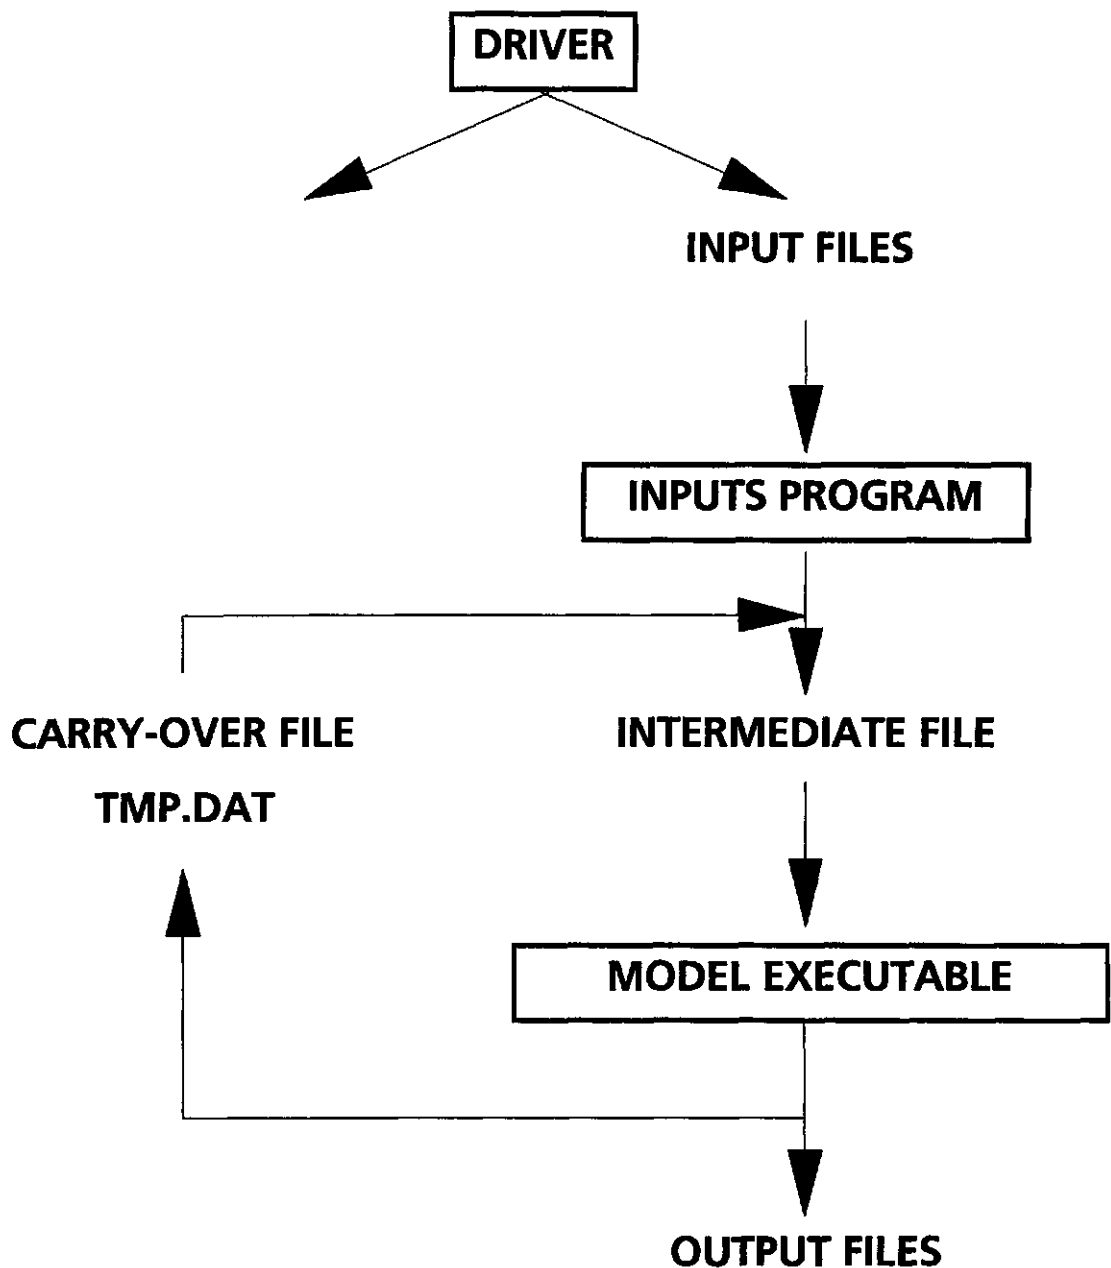 DRIVER
INPUT FILES
INPUTS PROGRAM
CARRY-OVER FILE
TMP.DAT
INTERMEDIATE FILE
MODEL EXECUTABLE
OUTPUT FILES